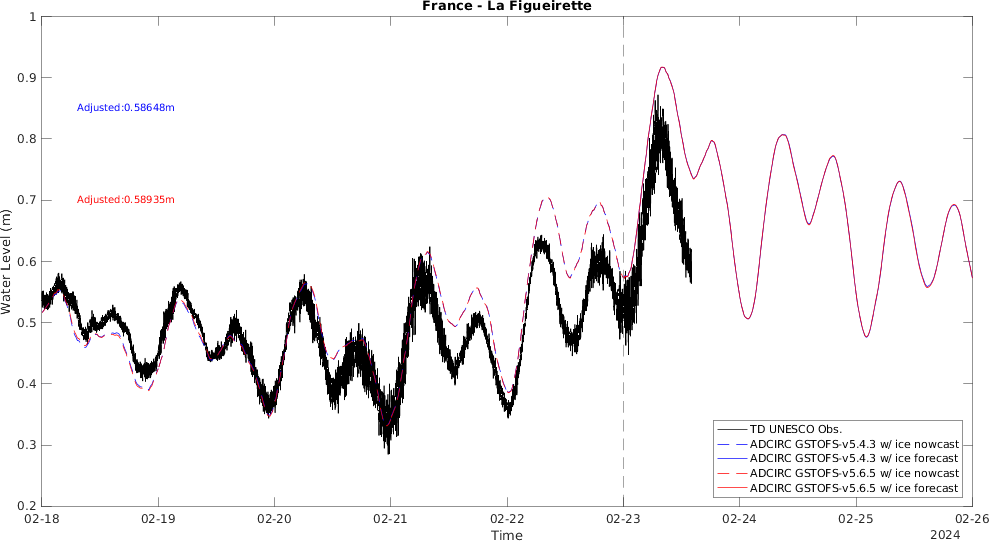 France - La Figueirette
1
0.9
0.8
0.7
0.6
0.5
0.4
0.3
0.2
Water Level (m)
Adjusted:0.58648m
Adjusted:0.58935m
TD UNESCO Obs.
ADCIRC GSTOFS-v5.4.3 w/ ice nowcast
ADCIRC GSTOFS-v5.4.3 w/ ice forecast
ADCIRC GSTOFS-v5.6.5 w/ ice nowcast
ADCIRC GSTOFS-v5.6.5 w/ ice forecast
02-18 02-19 02-20 02-21 02-22 02-23 02-24 02-25 02-26
Time
2024